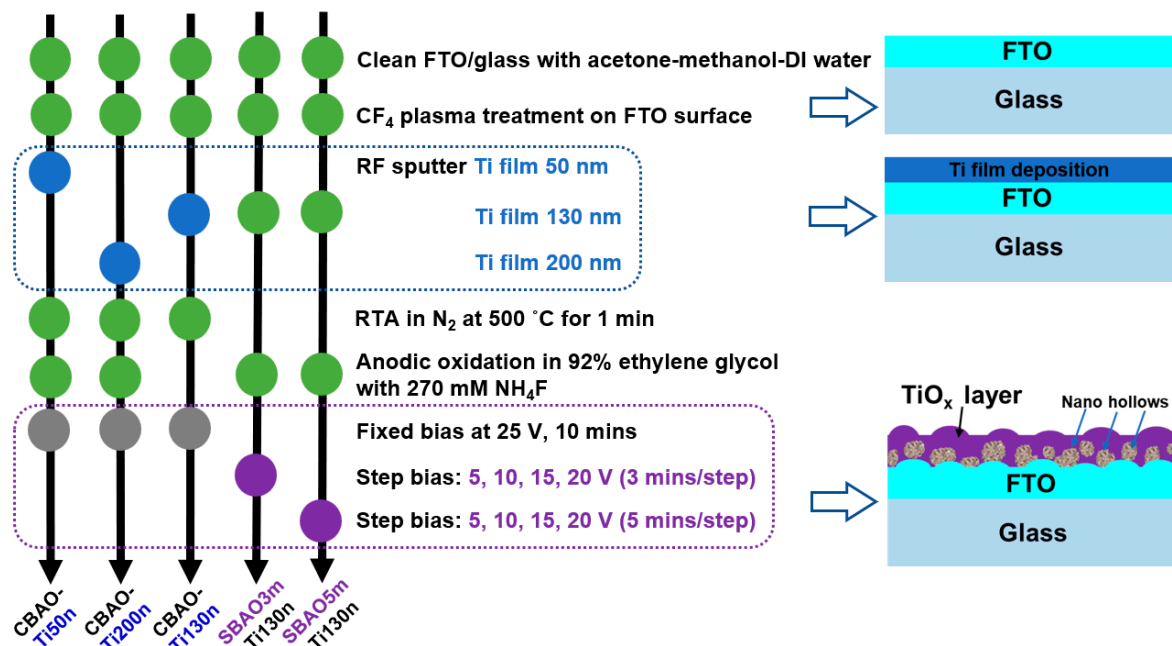 Clean FTO/glass with acetone-methanol-DI water
CF₄ plasma treatment on FTO surface
RF sputter Ti film 50 nm
Ti film 130 nm
Ti film 200 nm
RTA in N₂ at 500 ˚C for 1 min
Anodic oxidation in 92% ethylene glycol
with 270 mM NH₄F
Fixed bias at 25 V, 10 mins
Step bias: 5, 10, 15, 20 V (3 mins/step)
Step bias: 5, 10, 15, 20 V (5 mins/step)
CBAO-
Ti50n
CBAO-
Ti200n
CBAO-
Ti130n
SBAO3m
Ti130n
SBAO5m
Ti130n
FTO
Glass
Ti film deposition
FTO
Glass
TiOₓ layer
Nano hollows
FTO
Glass